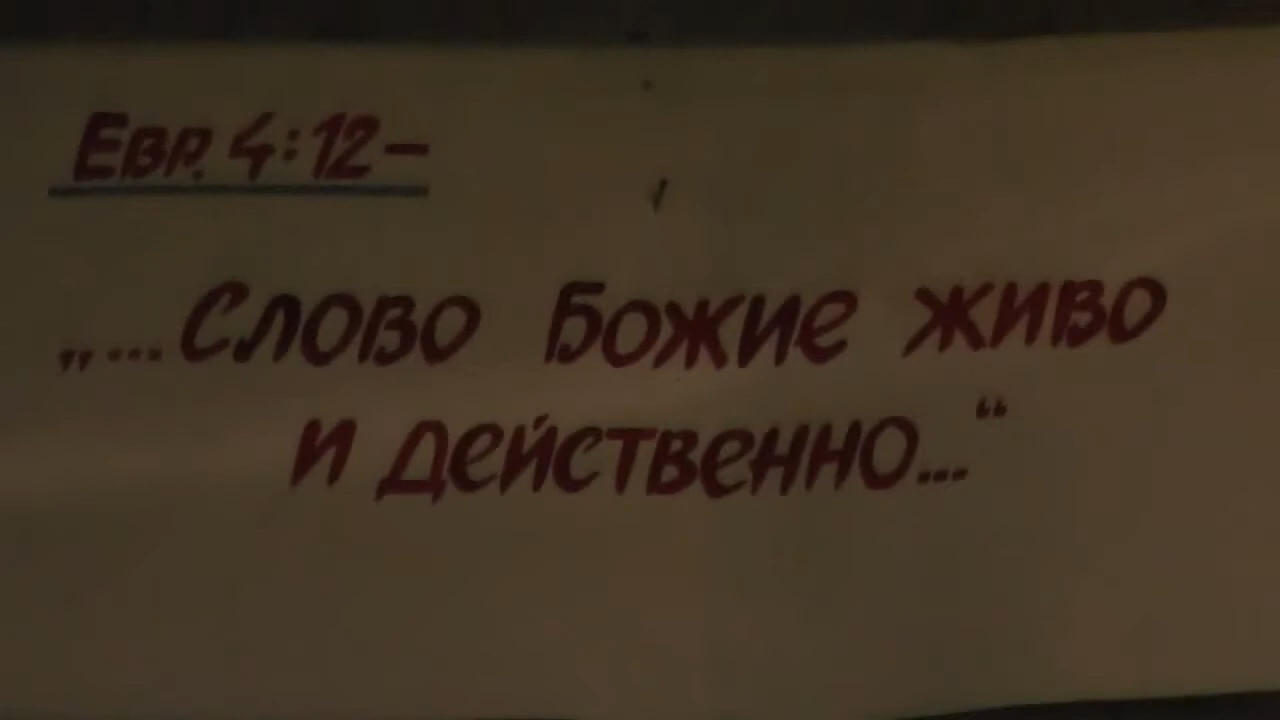 Евр. 4:12–
„...Слово Божие живо
и действенно...“